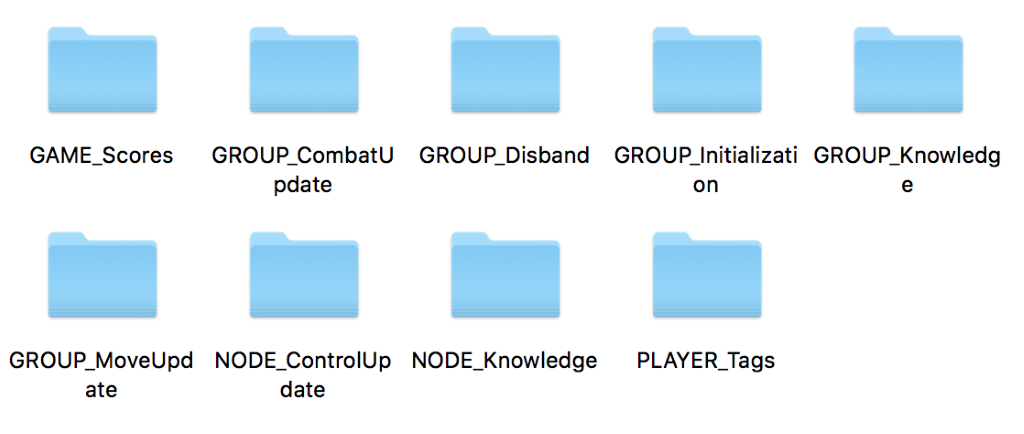 GAME_Scores
GROUP_CombatU
pdate
GROUP_Disband
GROUP_Initializati
on
GROUP_Knowledg
e
GROUP_MoveUpd
ate
NODE_ControlUp
date
NODE_Knowledge
PLAYER_Tags